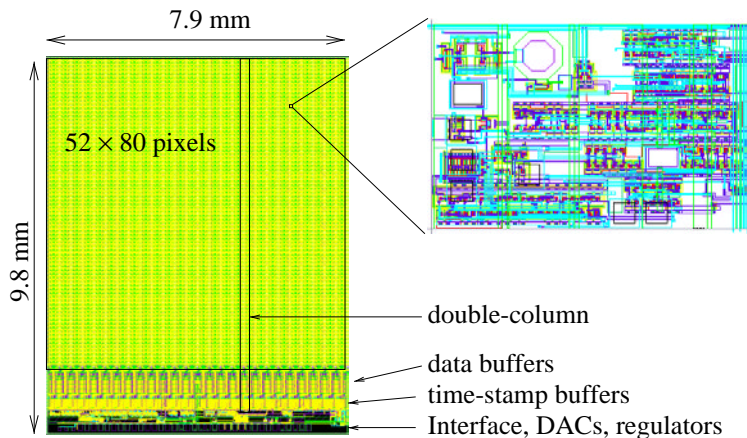 7.9 mm
52 × 80 pixels
9.8 mm
double-column
data buffers
time-stamp buffers
Interface, DACs, regulators